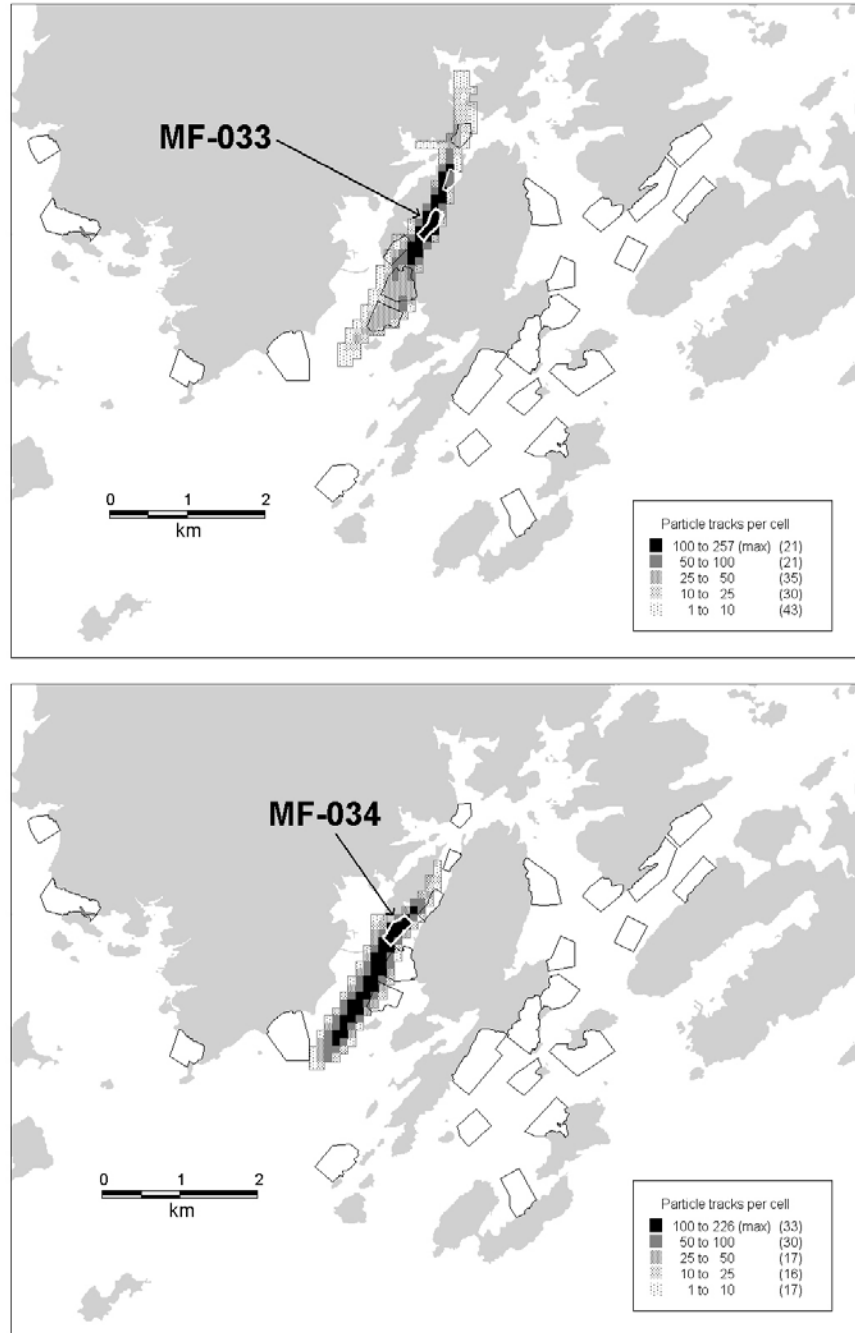 MF-033
0 1 2
km
Particle tracks per cell
100 to 257 (max) (21)
50 to 100 (21)
25 to 50 (35)
10 to 25 (30)
1 to 10 (43)
MF-034
0 1 2
km
Particle tracks per cell
100 to 226 (max) (33)
50 to 100 (30)
25 to 50 (17)
10 to 25 (16)
1 to 10 (17)